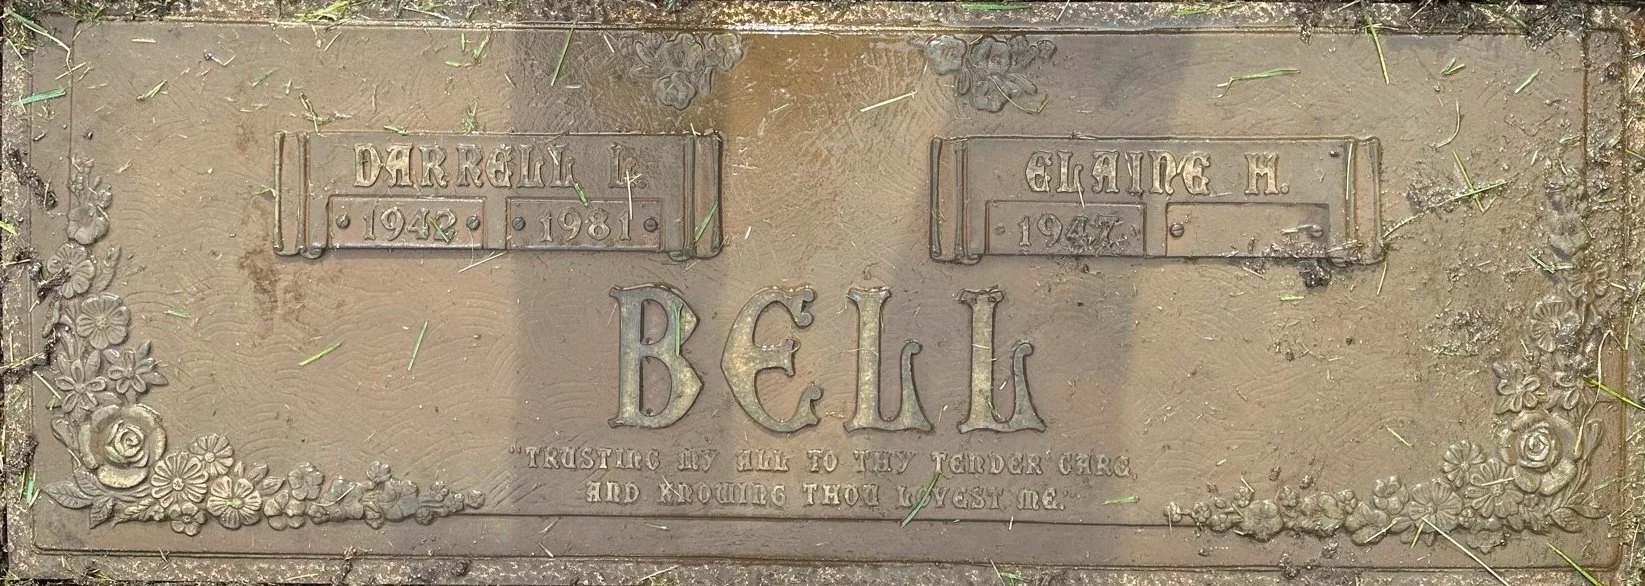 DARRELL L.
1942 1981
ELAINE H.
1947
BELL
"TRUSTING MY ALL TO THY TENDER CARE,
AND KNOWING THOU LOVEST ME."